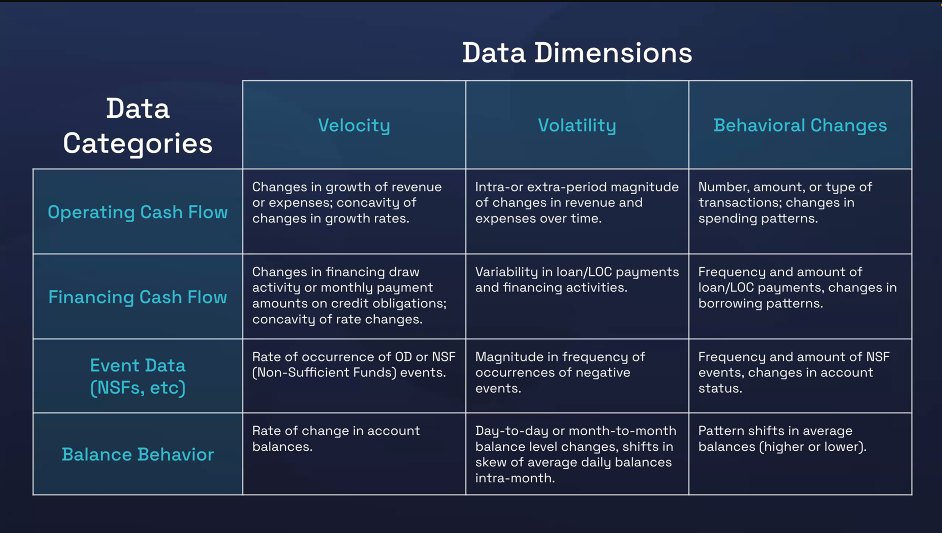 Data Dimensions
Data
Categories
Velocity
Volatility
Behavioral Changes
Operating Cash Flow
Changes in growth of revenue
or expenses; concavity of
changes in growth rates.
Intra-or extra-period magnitude
of changes in revenue and
expenses over time.
Number, amount, or type of
transactions; changes in
spending patterns.
Financing Cash Flow
Changes in financing draw
activity or monthly payment
amounts on credit obligations;
concavity of rate changes.
Variability in loan/LOC payments
and financing activities.
Frequency and amount of
loan/LOC payments, changes in
borrowing patterns.
Event Data
(NSFs, etc)
Rate of occurrence of OD or NSF
(Non-Sufficient Funds) events.
Magnitude in frequency of
occurrences of negative
events.
Frequency and amount of NSF
events, changes in account
status.
Balance Behavior
Rate of change in account
balances.
Day-to-day or month-to-month
balance level changes, shifts in
skew of average daily balances
intra-month.
Pattern shifts in average
balances (higher or lower).